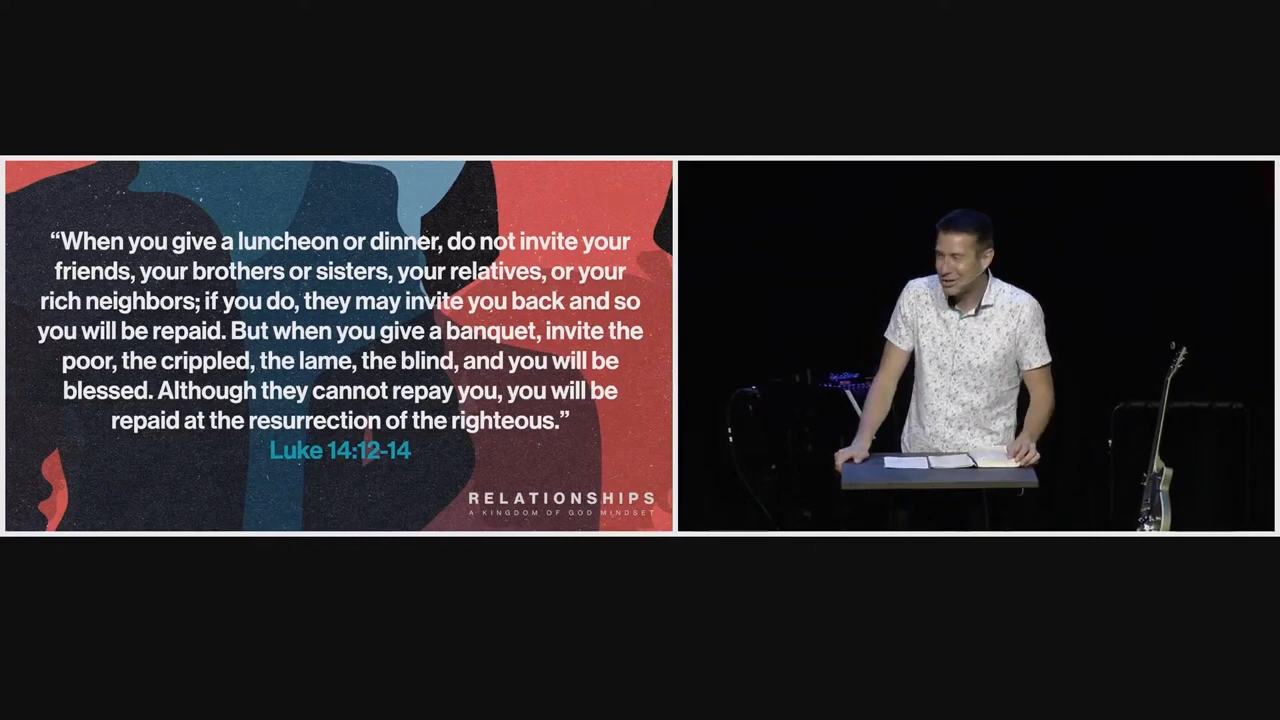 “When you give a luncheon or dinner, do not invite your
friends, your brothers or sisters, your relatives, or your
rich neighbors; if you do, they may invite you back and so
you will be repaid. But when you give a banquet, invite the
poor, the crippled, the lame, the blind, and you will be
blessed. Although they cannot repay you, you will be
repaid at the resurrection of the righteous.”
Luke 14:12-14
RELATIONSHIPS
A KINGDOM OF GOD MINDSET